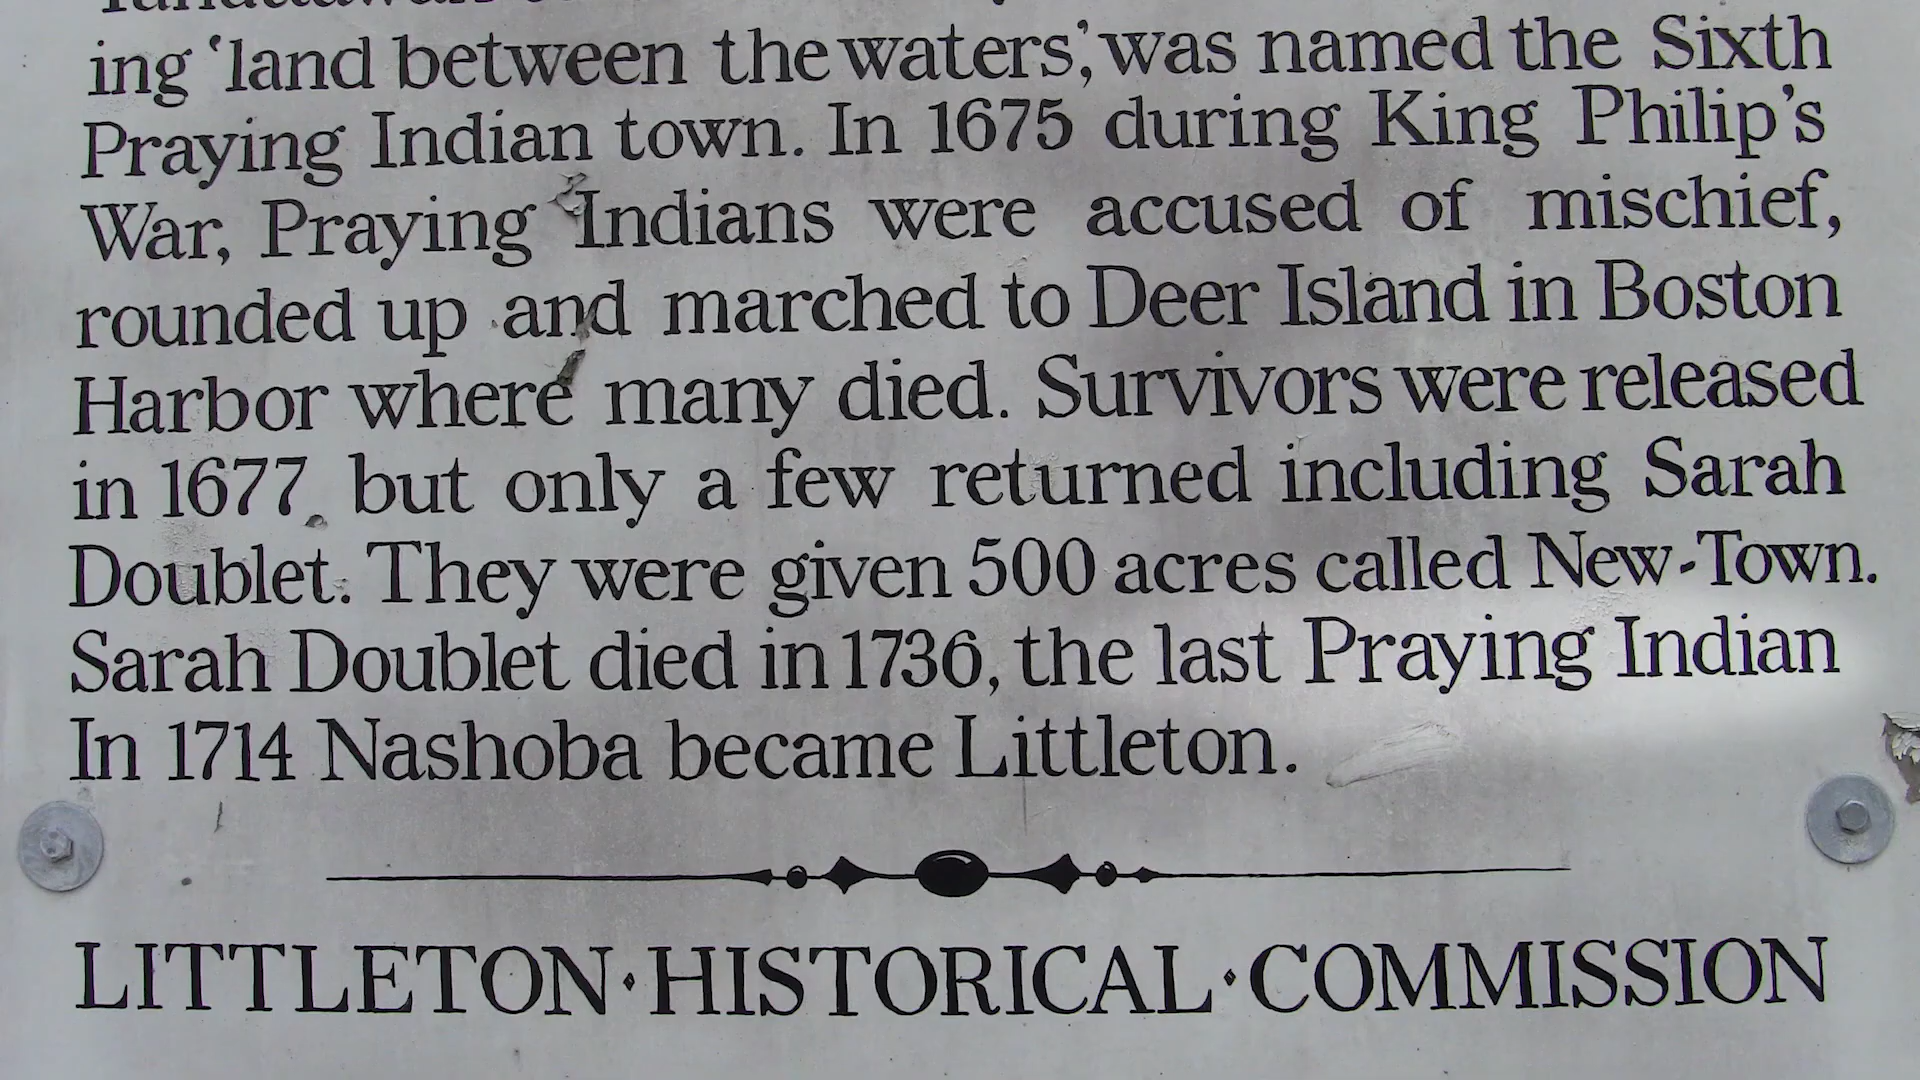 ing 'land between the waters,' was named the Sixth
Praying Indian town. In 1675 during King Philip's
War, Praying Indians were accused of mischief,
rounded up and marched to Deer Island in Boston
Harbor where many died. Survivors were released
in 1677, but only a few returned including Sarah
Doublet. They were given 500 acres called New-Town.
Sarah Doublet died in 1736, the last Praying Indian
In 1714 Nashoba became Littleton.
LITTLETON·HISTORICAL·COMMISSION